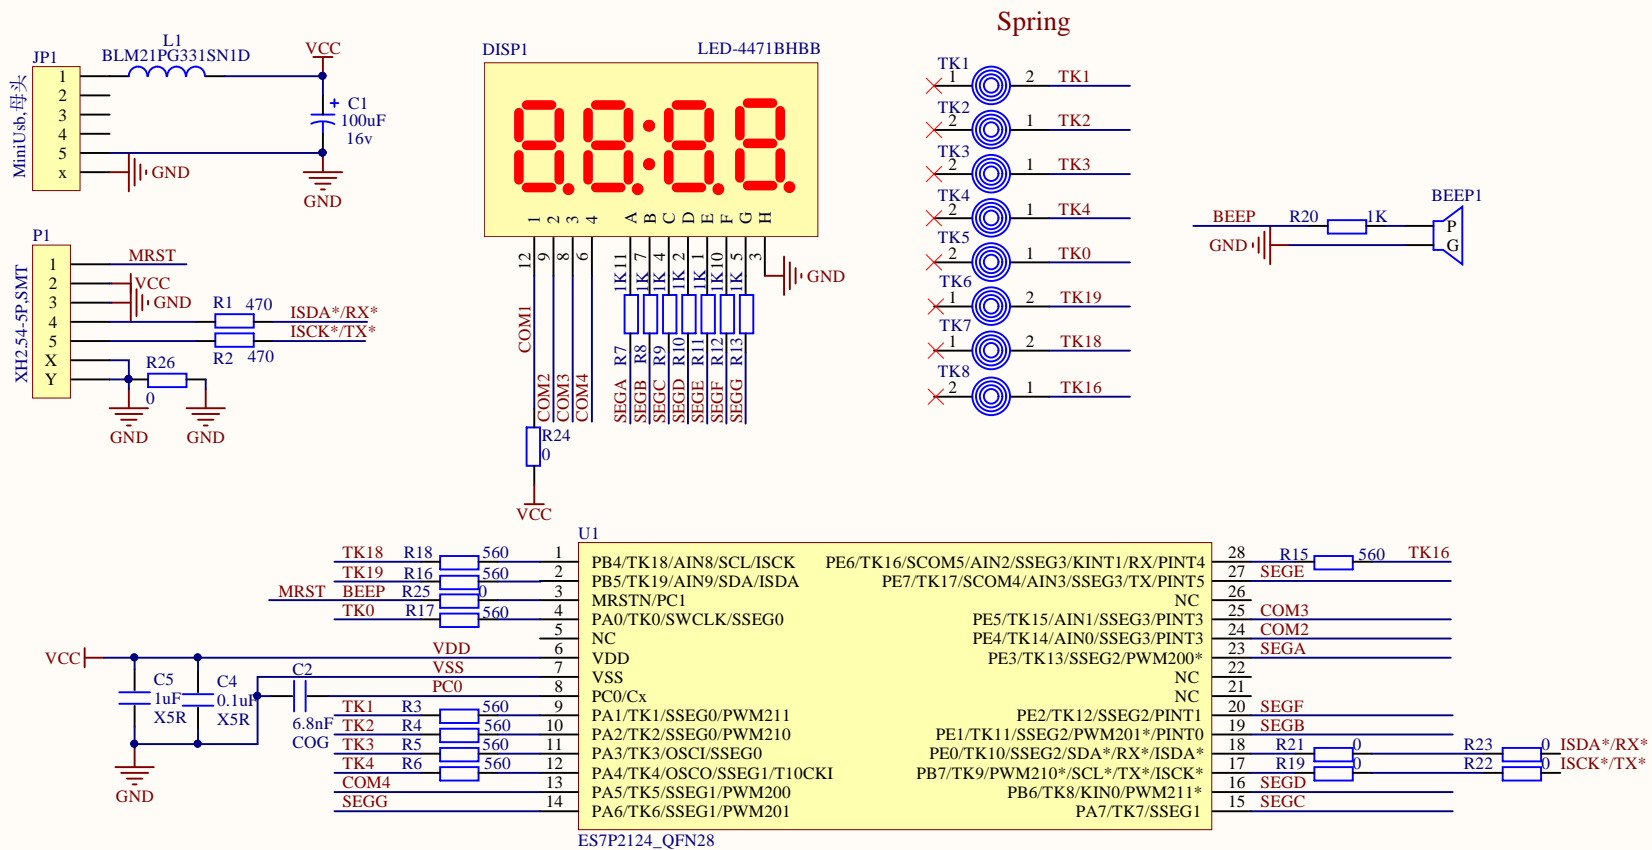 Spring
JP1
L1
BLM21PG331SN1D
VCC
1
2
3
4
5
x
MiniUsb,母头
C1
100uF
16v
GND
GND
P1
1
2
3
4
5
X
Y
XH2.54-5P,SMT
MRST
VCC
GND
R1 470
ISDA*/RX*
ISCK*/TX*
R2 470
R26
0
GND
GND
DISP1
LED-4471BHBB
1 2 3 4 A B C D E F G H
12 9 8 6 11 7 4 2 1 10 5 3
1K 1K 1K 1K 1K 1K 1K
GND
R7 R8 R9 R10 R11 R12 R13
COM1
COM2
COM3
COM4
SEGA
SEGB
SEGC
SEGD
SEGE
SEGF
SEGG
R24
0
VCC
TK1
1 2 TK1
TK2
2 1 TK2
TK3
2 1 TK3
TK4
2 1 TK4
TK5
2 1 TK0
TK6
1 2 TK19
TK7
1 2 TK18
TK8
2 1 TK16
BEEP1
BEEP R20 1K P
GND G
U1
TK18 R18 560 1 PB4/TK18/AIN8/SCL/ISCK
TK19 R16 560 2 PB5/TK19/AIN9/SDA/ISDA
MRST BEEP R25 0 3 MRSTN/PC1
TK0 R17 560 4 PA0/TK0/SWCLK/SSEG0
5 NC
VCC VDD 6 VDD
VSS 7 VSS
PC0 8 PC0/Cx
C5
1uF
X5R
C4
0.1uF
X5R
C2
6.8nF
COG
GND
TK1 R3 560 9 PA1/TK1/SSEG0/PWM211
TK2 R4 560 10 PA2/TK2/SSEG0/PWM210
TK3 R5 560 11 PA3/TK3/OSCI/SSEG0
TK4 R6 560 12 PA4/TK4/OSCO/SSEG1/T10CKI
COM4 13 PA5/TK5/SSEG1/PWM200
SEGG 14 PA6/TK6/SSEG1/PWM201
PE6/TK16/SCOM5/AIN2/SSEG3/KINT1/RX/PINT4 28 R15 560 TK16
PE7/TK17/SCOM4/AIN3/SSEG3/TX/PINT5 27 SEGE
NC 26
PE5/TK15/AIN1/SSEG3/PINT3 25 COM3
PE4/TK14/AIN0/SSEG3/PINT3 24 COM2
PE3/TK13/SSEG2/PWM200* 23 SEGA
NC 22
NC 21
PE2/TK12/SSEG2/PINT1 20 SEGF
PE1/TK11/SSEG2/PWM201*/PINT0 19 SEGB
PE0/TK10/SSEG2/SDA*/RX*/ISDA* 18 R21 0 R23 0 ISDA*/RX*
PB7/TK9/PWM210*/SCL*/TX*/ISCK* 17 R19 0 R22 0 ISCK*/TX*
PB6/TK8/KIN0/PWM211* 16 SEGD
PA7/TK7/SSEG1 15 SEGC
ES7P2124_QFN28